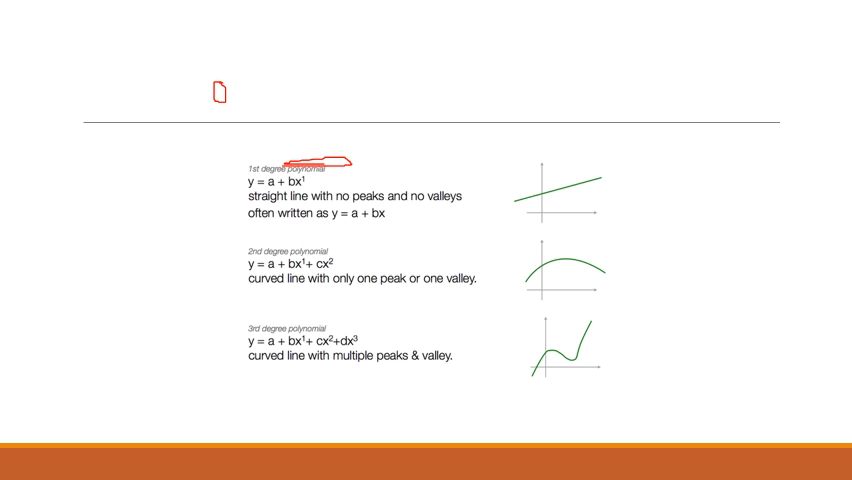 1st degree polynomial
y = a + bx¹
straight line with no peaks and no valleys
often written as y = a + bx
2nd degree polynomial
y = a + bx¹+ cx²
curved line with only one peak or one valley.
3rd degree polynomial
y = a + bx¹+ cx²+dx³
curved line with multiple peaks & valley.